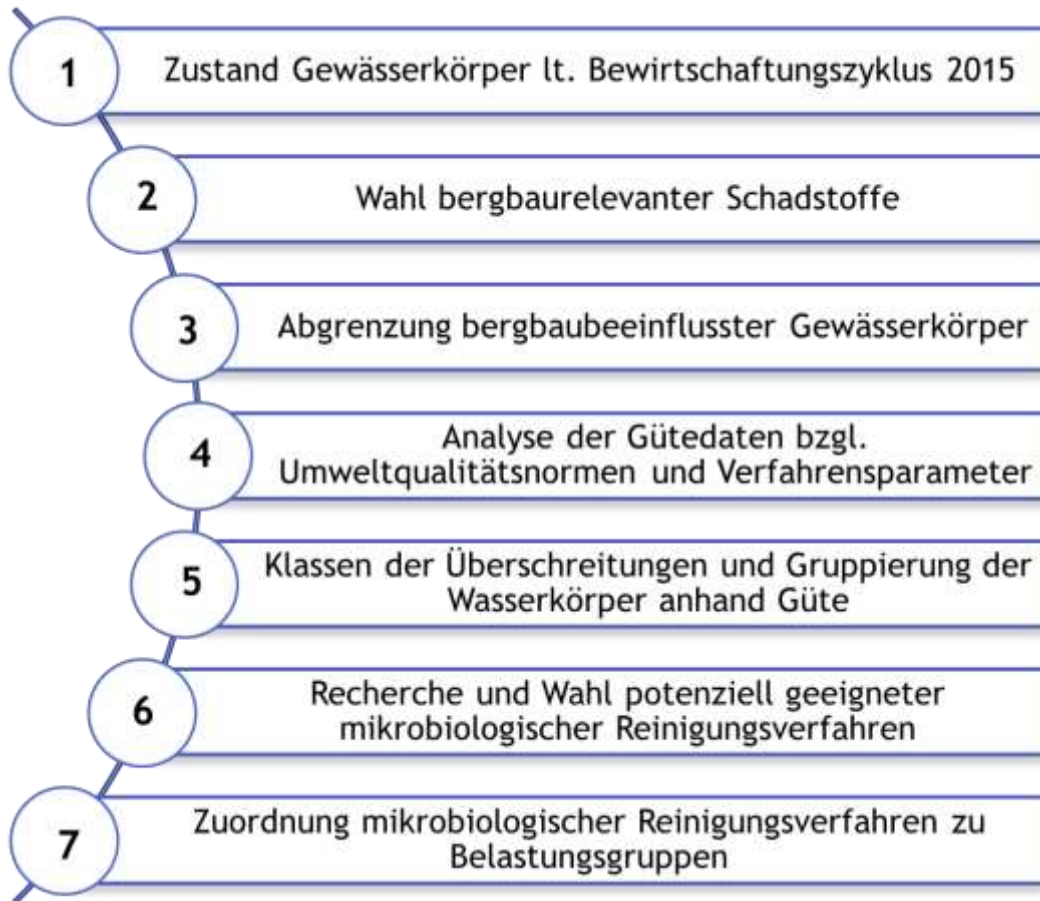 1
Zustand Gewässerkörper lt. Bewirtschaftungszyklus 2015
2
Wahl bergbaurelevanter Schadstoffe
3
Abgrenzung bergbaubeeinflusster Gewässerkörper
4
Analyse der Gütedaten bzgl.
Umweltqualitätsnormen und Verfahrensparameter
5
Klassen der Überschreitungen und Gruppierung der
Wasserkörper anhand Güte
6
Recherche und Wahl potenziell geeigneter
mikrobiologischer Reinigungsverfahren
7
Zuordnung mikrobiologischer Reinigungsverfahren zu
Belastungsgruppen